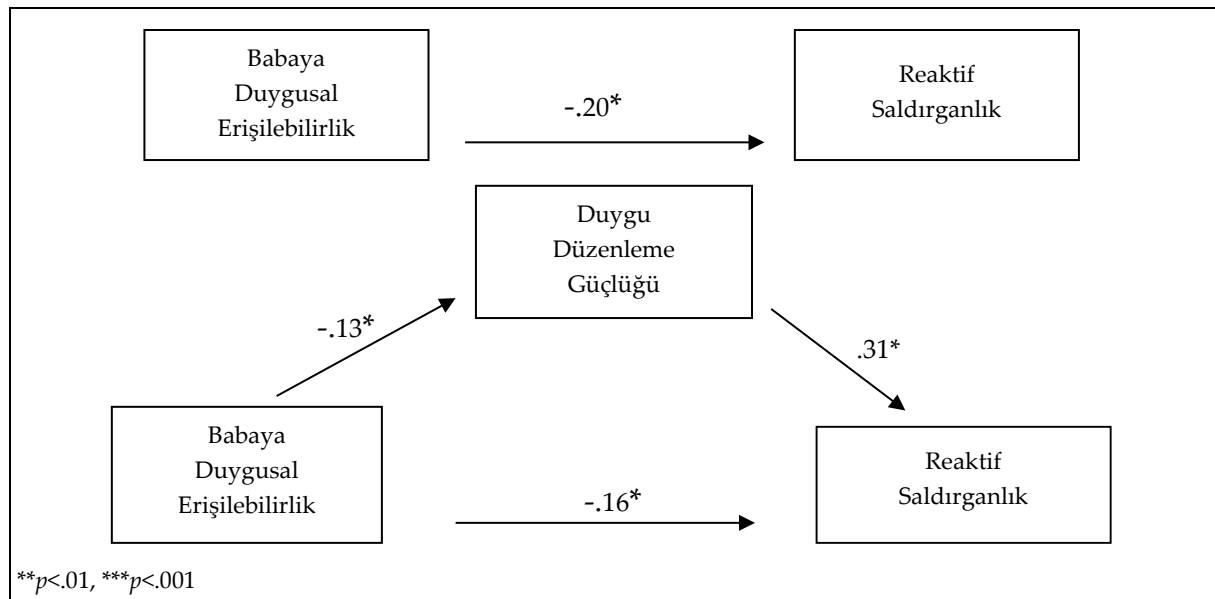 Babaya
Duygusal
Erişilebilirlik
-.20*
Reaktif
Saldırganlık
Duygu
Düzenleme
Güçlüğü
-.13*
.31*
Babaya
Duygusal
Erişilebilirlik
-.16*
Reaktif
Saldırganlık
**p<.01, ***p<.001